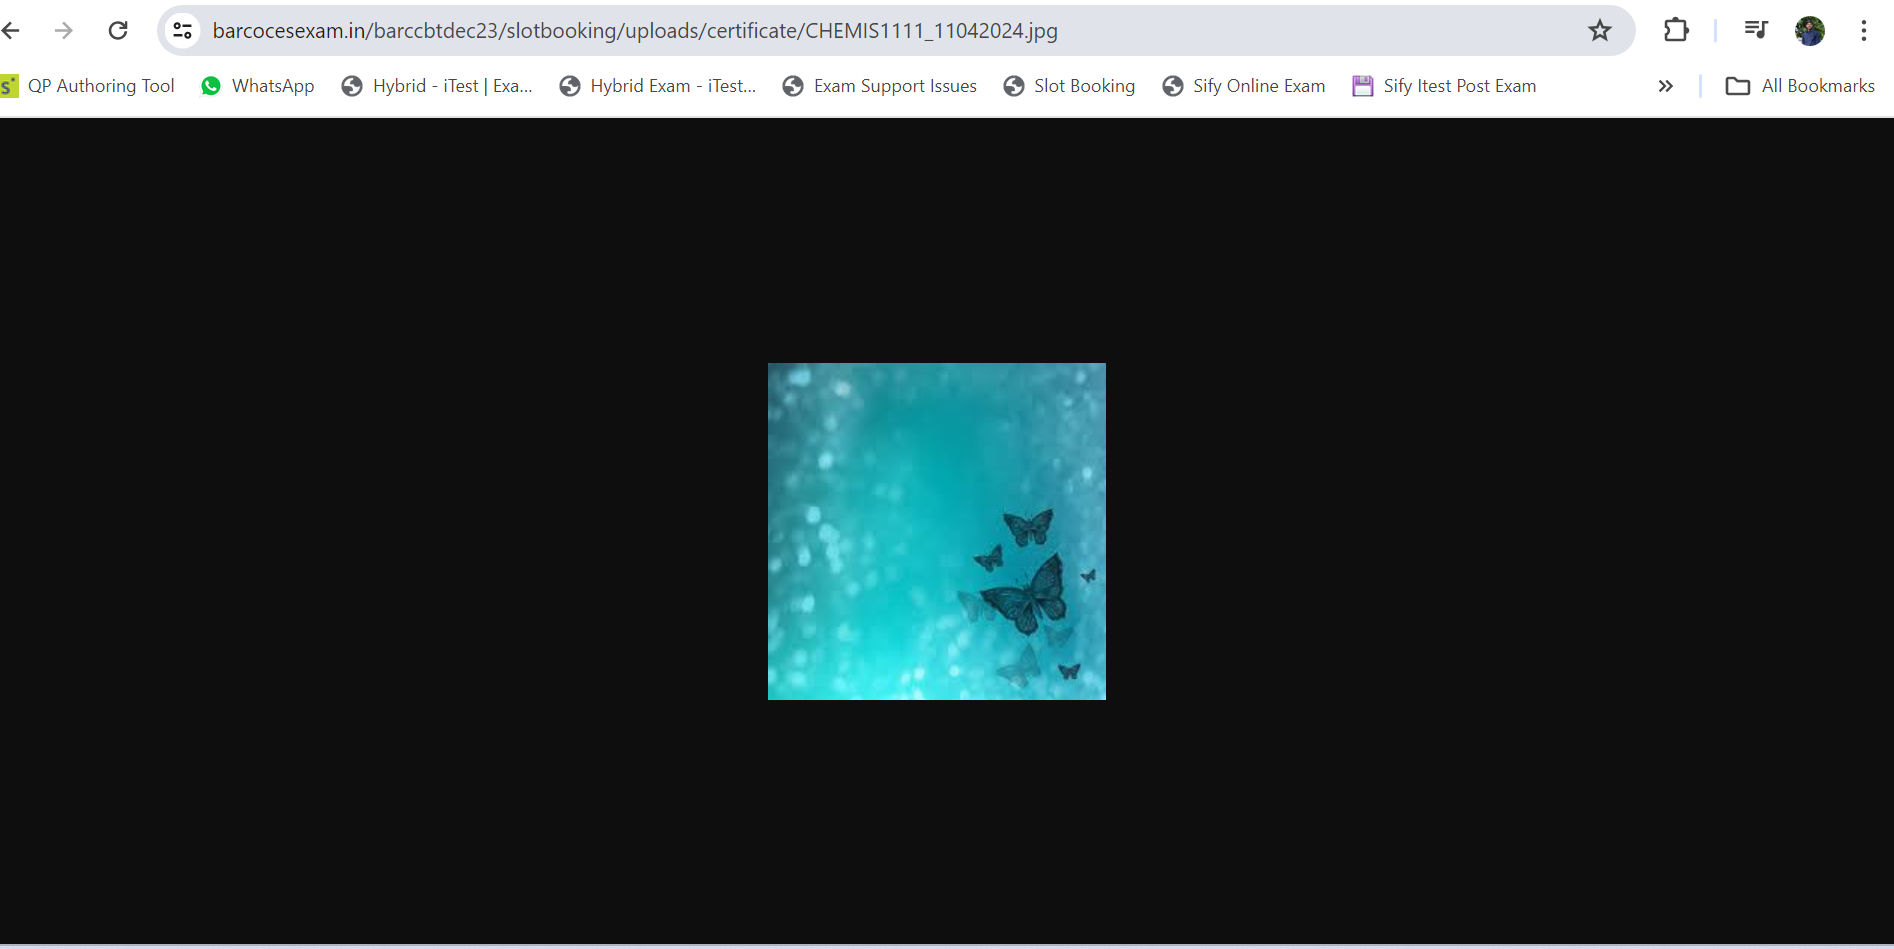 barcocesexam.in/barccbtdec23/slotbooking/uploads/certificate/CHEMIS1111_11042024.jpg
QP Authoring Tool WhatsApp Hybrid - iTest | Exa... Hybrid Exam - iTest... Exam Support Issues Slot Booking Sify Online Exam Sify Itest Post Exam » All Bookmarks